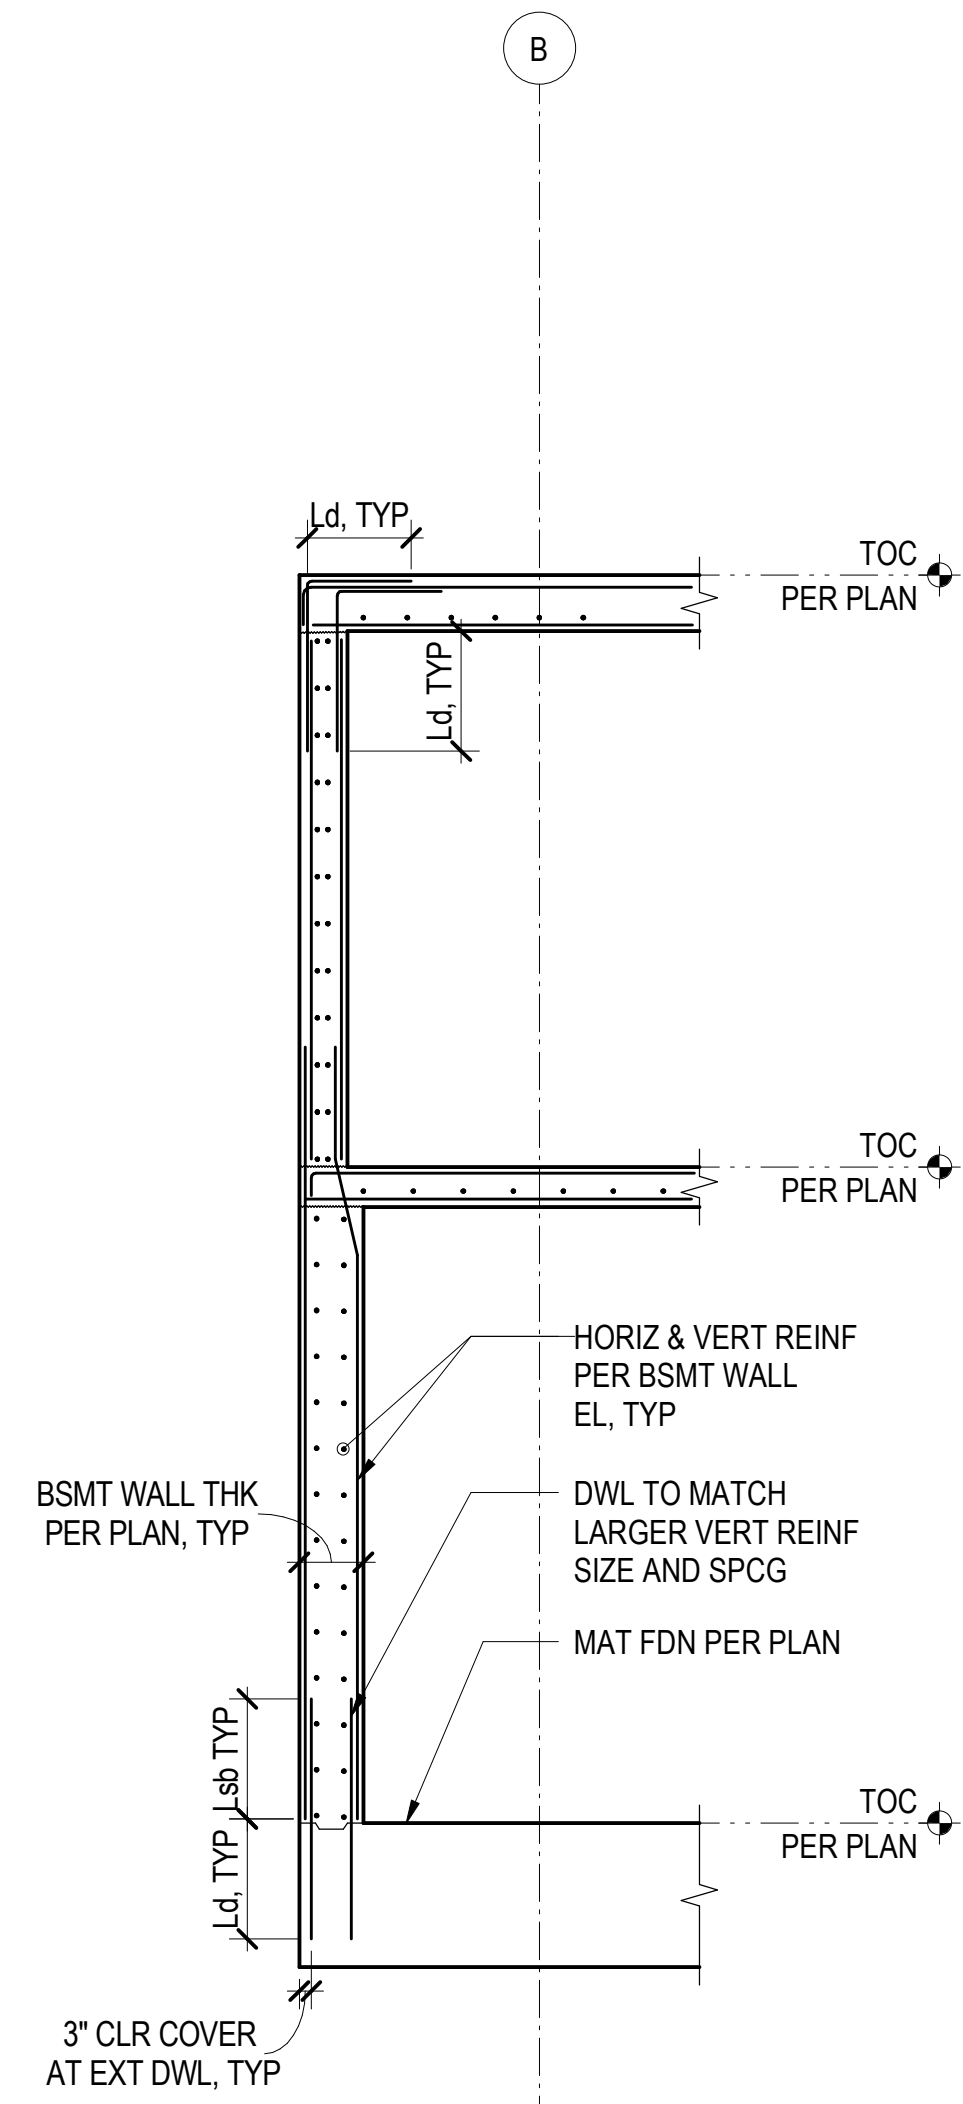 B
Ld, TYP
TOC
PER PLAN
Ld, TYP
TOC
PER PLAN
HORIZ & VERT REINF
PER BSMT WALL
EL, TYP
BSMT WALL THK
PER PLAN, TYP
DWL TO MATCH
LARGER VERT REINF
SIZE AND SPCG
MAT FDN PER PLAN
Lsb TYP
TOC
PER PLAN
Ld, TYP
3" CLR COVER
AT EXT DWL, TYP